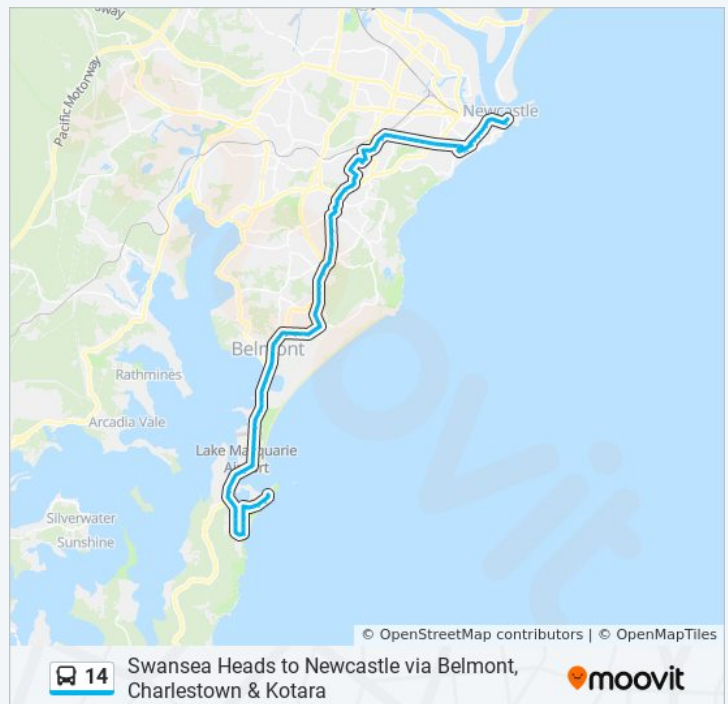 way
Pacific Motorway
Newcastle
Belmont
Rathmines
Arcadia Vale
Lake Macquarie
Airport
Silverwater
Sunshine
© OpenStreetMap contributors | © OpenMapTiles
14
Swansea Heads to Newcastle via Belmont,
Charlestown & Kotara
moovit